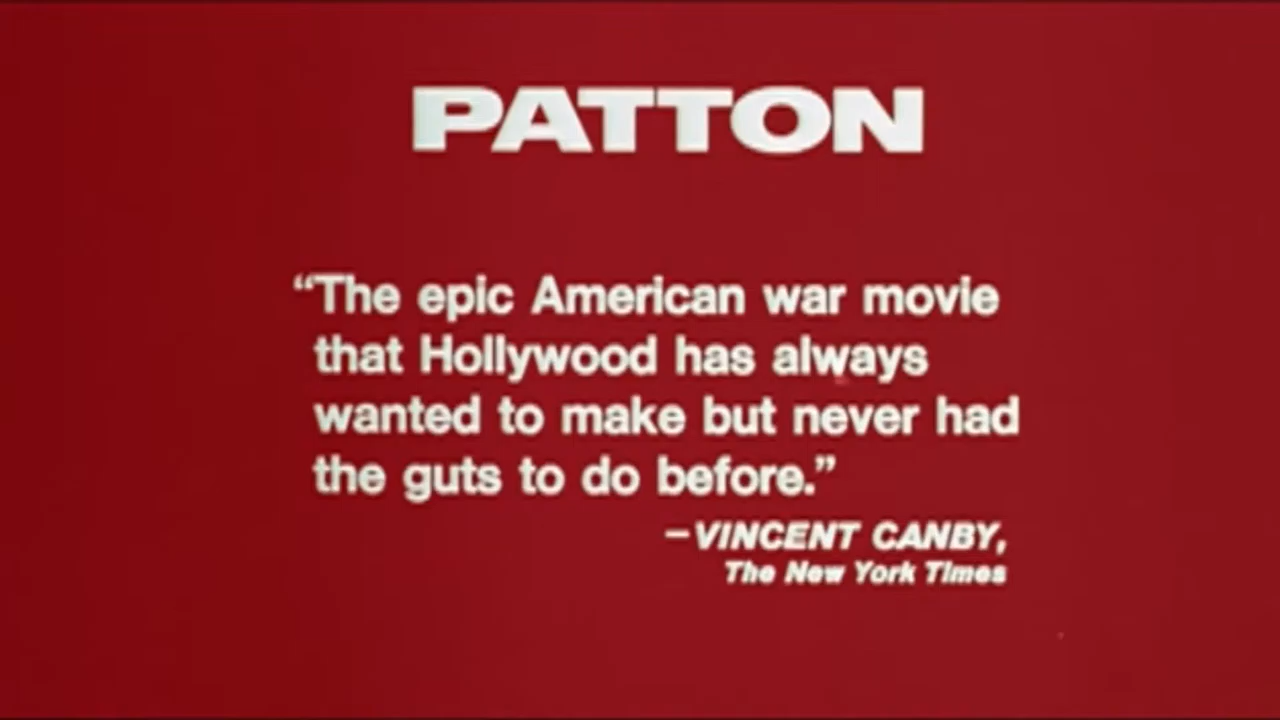 PATTON
“The epic American war movie
that Hollywood has always
wanted to make but never had
the guts to do before.”
–VINCENT CANBY,
The New York Times